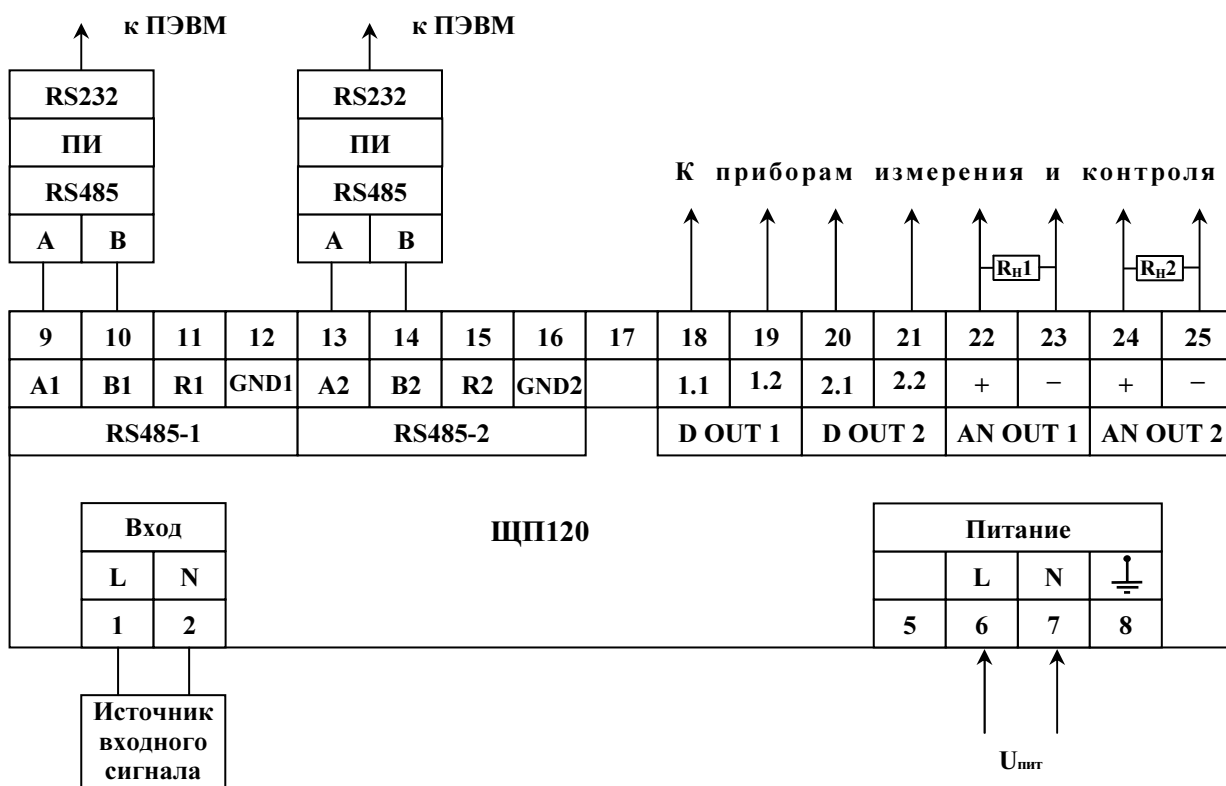 к ПЭВМ к ПЭВМ
RS232 RS232
ПИ ПИ
RS485 RS485
К приборам измерения и контроля
A B A B
Rн1 Rн2
9 10 11 12 13 14 15 16 17 18 19 20 21 22 23 24 25
A1 B1 R1 GND1 A2 B2 R2 GND2 1.1 1.2 2.1 2.2 + − + −
RS485-1 RS485-2 D OUT 1 D OUT 2 AN OUT 1 AN OUT 2
Вход ЩП120 Питание
L N L N
1 2 5 6 7 8
Источник
входного
сигнала
Uпит